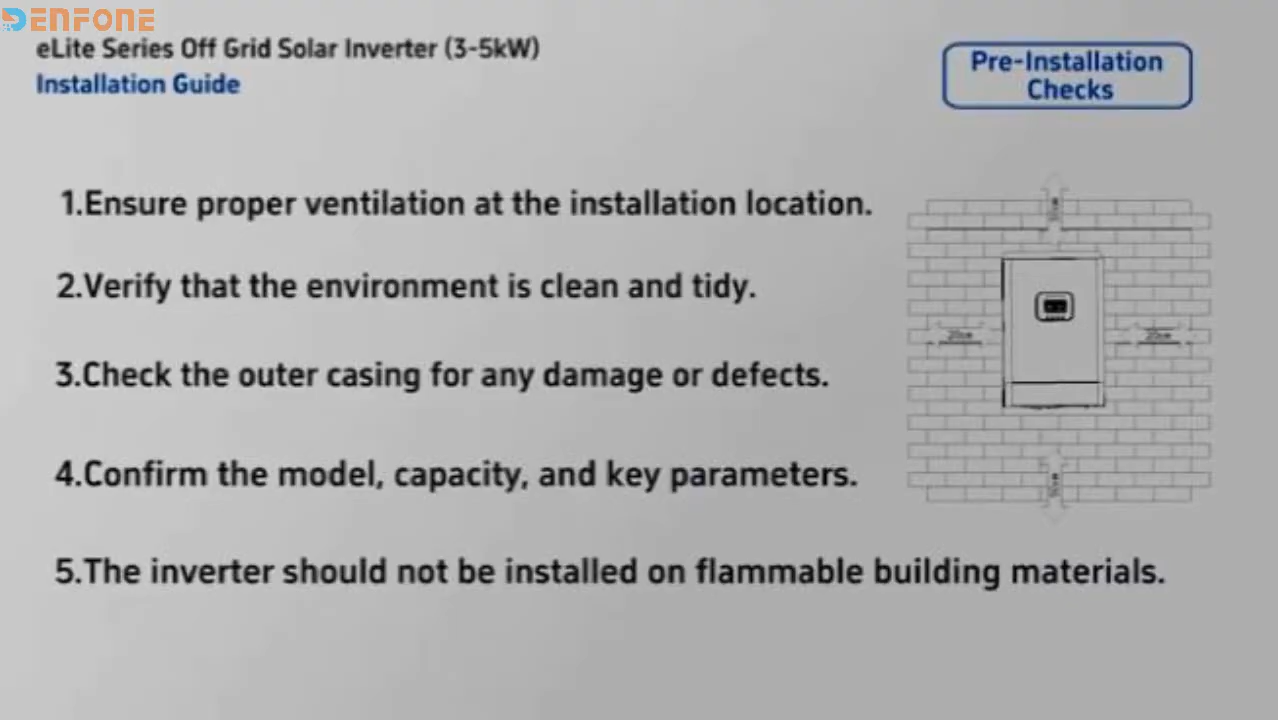 DENFONE
eLite Series Off Grid Solar Inverter (3-5kW)
Installation Guide
Pre-Installation
Checks
1.Ensure proper ventilation at the installation location.
2.Verify that the environment is clean and tidy.
3.Check the outer casing for any damage or defects.
4.Confirm the model, capacity, and key parameters.
5.The inverter should not be installed on flammable building materials.